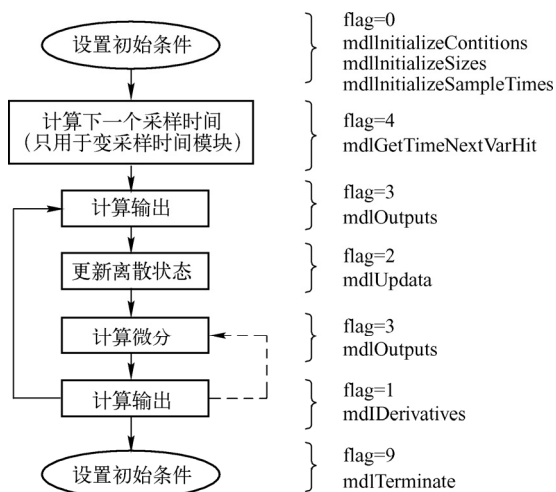 设置初始条件
flag=0
mdlInitializeContitions
mdlInitializeSizes
mdlInitializeSampleTimes
计算下一个采样时间
（只用于变采样时间模块）
flag=4
mdlGetTimeNextVarHit
计算输出
flag=3
mdlOutputs
更新离散状态
flag=2
mdlUpdata
计算微分
flag=3
mdlOutputs
计算输出
flag=1
mdlDerivatives
设置初始条件
flag=9
mdlTerminate